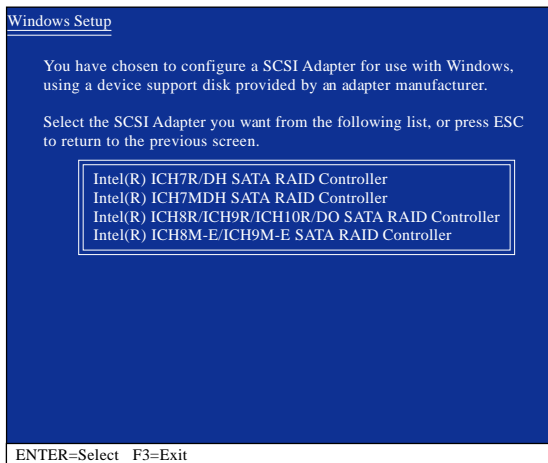 Windows Setup
You have chosen to configure a SCSI Adapter for use with Windows,
using a device support disk provided by an adapter manufacturer.
Select the SCSI Adapter you want from the following list, or press ESC
to return to the previous screen.
Intel(R) ICH7R/DH SATA RAID Controller
Intel(R) ICH7MDH SATA RAID Controller
Intel(R) ICH8R/ICH9R/ICH10R/DO SATA RAID Controller
Intel(R) ICH8M-E/ICH9M-E SATA RAID Controller
ENTER=Select F3=Exit